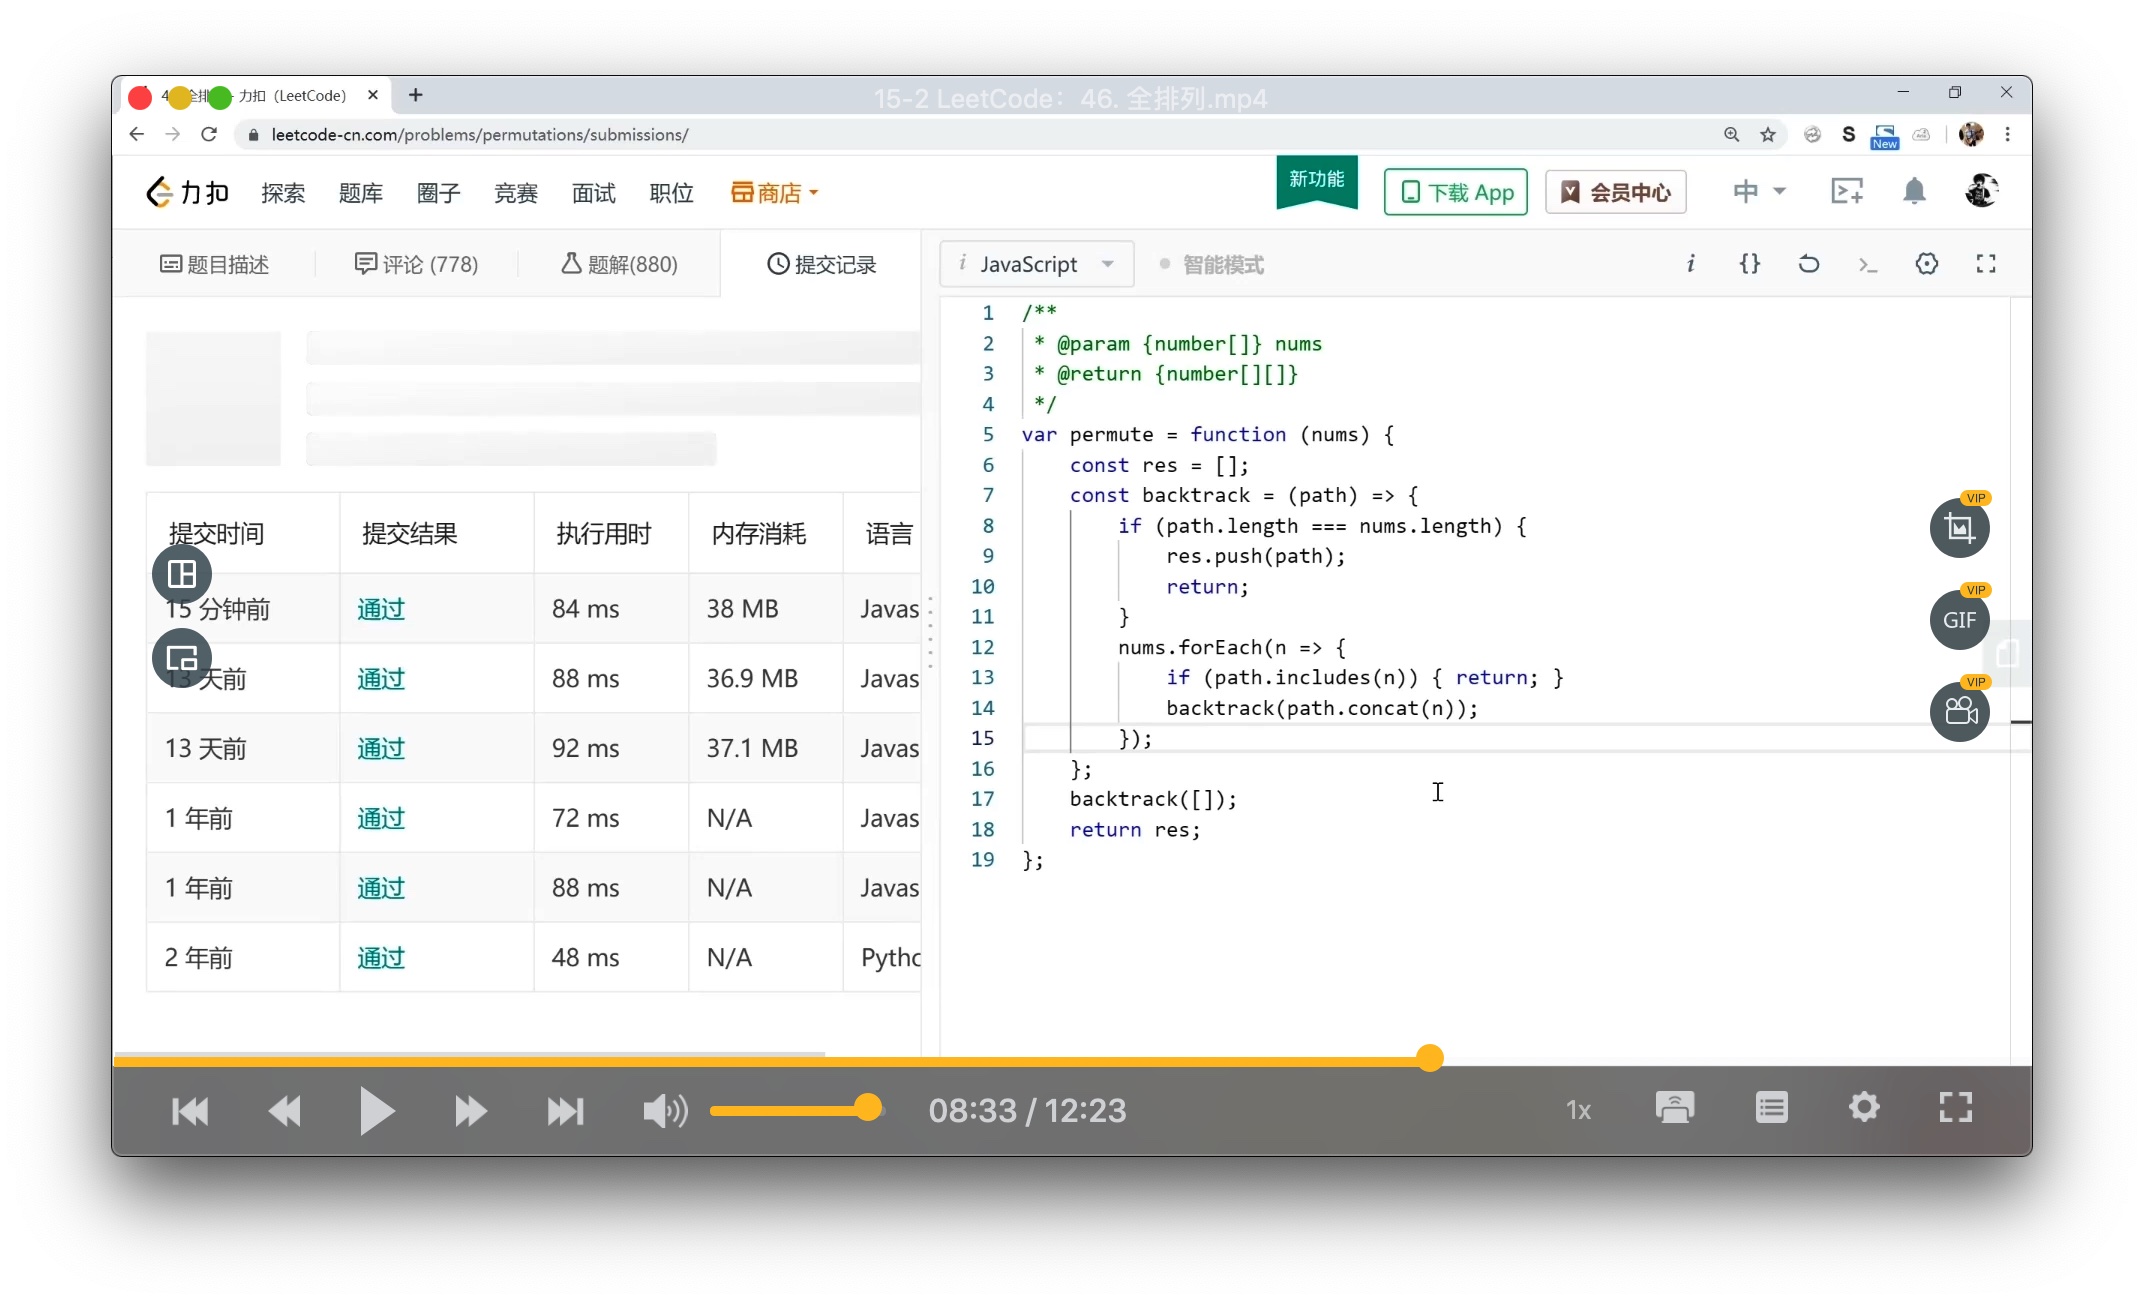 力扣（LeetCode）
15-2 LeetCode：46. 全排列.mp4
leetcode-cn.com/problems/permutations/submissions/
S
New
力扣
探索
题库
圈子
竞赛
面试
职位
商店
新功能
下载 App
会员中心
中
题目描述
评论 (778)
题解(880)
提交记录
i JavaScript
智能模式
i {} >_
提交时间 提交结果 执行用时 内存消耗 语言
15 分钟前 通过 84 ms 38 MB Javas
13 天前 通过 88 ms 36.9 MB Javas
13 天前 通过 92 ms 37.1 MB Javas
1 年前 通过 72 ms N/A Javas
1 年前 通过 88 ms N/A Javas
2 年前 通过 48 ms N/A Pythc
1 /**
2 * @param {number[]} nums
3 * @return {number[][]}
4 */
5 var permute = function (nums) {
6 const res = [];
7 const backtrack = (path) => {
8 if (path.length === nums.length) {
9 res.push(path);
10 return;
11 }
12 nums.forEach(n => {
13 if (path.includes(n)) { return; }
14 backtrack(path.concat(n));
15 });
16 };
17 backtrack([]);
18 return res;
19 };
VIP
VIP
GIF
VIP
08:33 / 12:23
1x